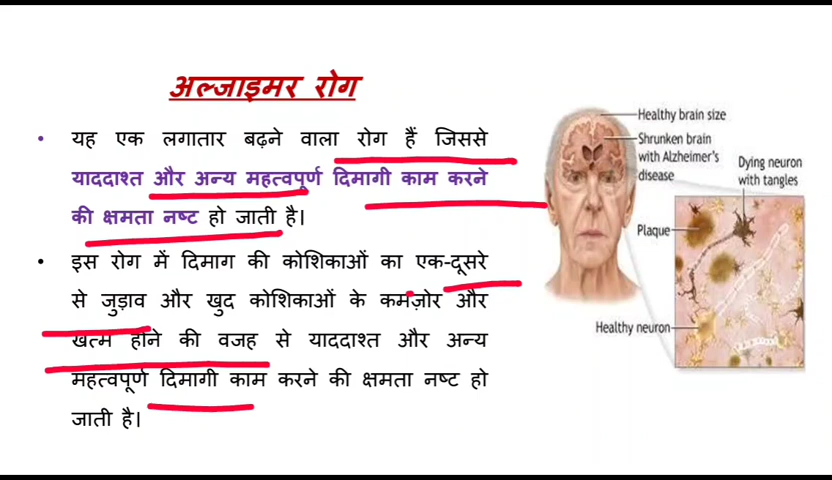 अल्जाइमर रोग
• यह एक लगातार बढ़ने वाला रोग हैं जिससे
याददाश्त और अन्य महत्वपूर्ण दिमागी काम करने
की क्षमता नष्ट हो जाती है।
• इस रोग में दिमाग की कोशिकाओं का एक-दूसरे
से जुड़ाव और खुद कोशिकाओं के कमज़ोर और
खत्म होने की वजह से याददाश्त और अन्य
महत्वपूर्ण दिमागी काम करने की क्षमता नष्ट हो
जाती है।
Healthy brain size
Shrunken brain
with Alzheimer's
disease
Dying neuron
with tangles
Plaque
Healthy neuron